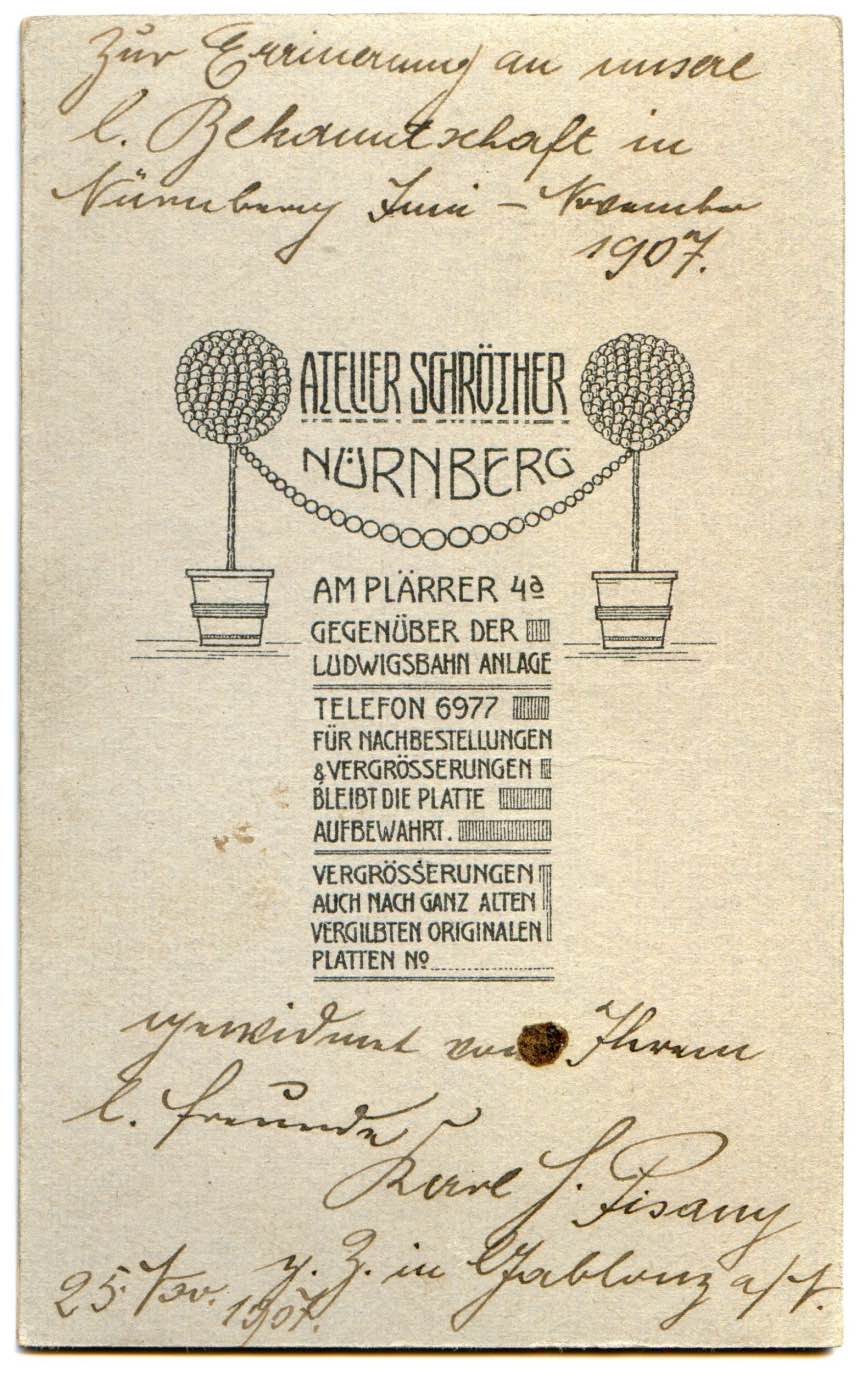 Zur Errinerung an unsere
l. Bekanntschaft in
Nürnberg Juni - November
1907.
ATELIER SCHRÖTHER
NÜRNBERG
AM PLÄRRER 4a
GEGENÜBER DER
LUDWIGSBAHN ANLAGE
TELEFON 6977
FÜR NACHBESTELLUNGEN
& VERGRÖSSERUNGEN
BLEIBT DIE PLATTE
AUFBEWAHRT.
VERGRÖSSERUNGEN
AUCH NACH GANZ ALTEN
VERGILBTEN ORIGINALEN
PLATTEN No
gewidmet von Ihrem
l. Freunde
Karl J. Pisany
z. Z. in Gablonz a/N.
25. Nov. 1907.